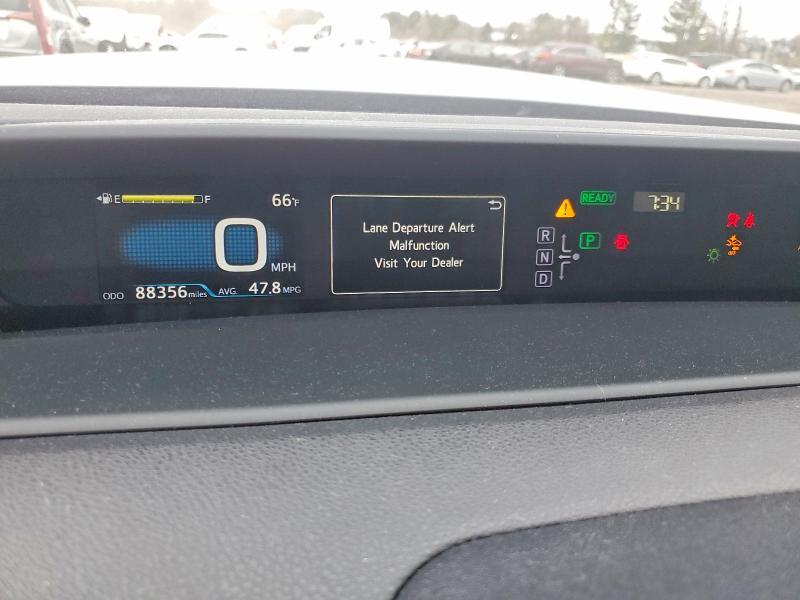 E F 66°F
0 MPH
ODO 88356 miles AVG. 47.8 MPG
Lane Departure Alert
Malfunction
Visit Your Dealer
READY 7:34
R
P
N
D
OFF